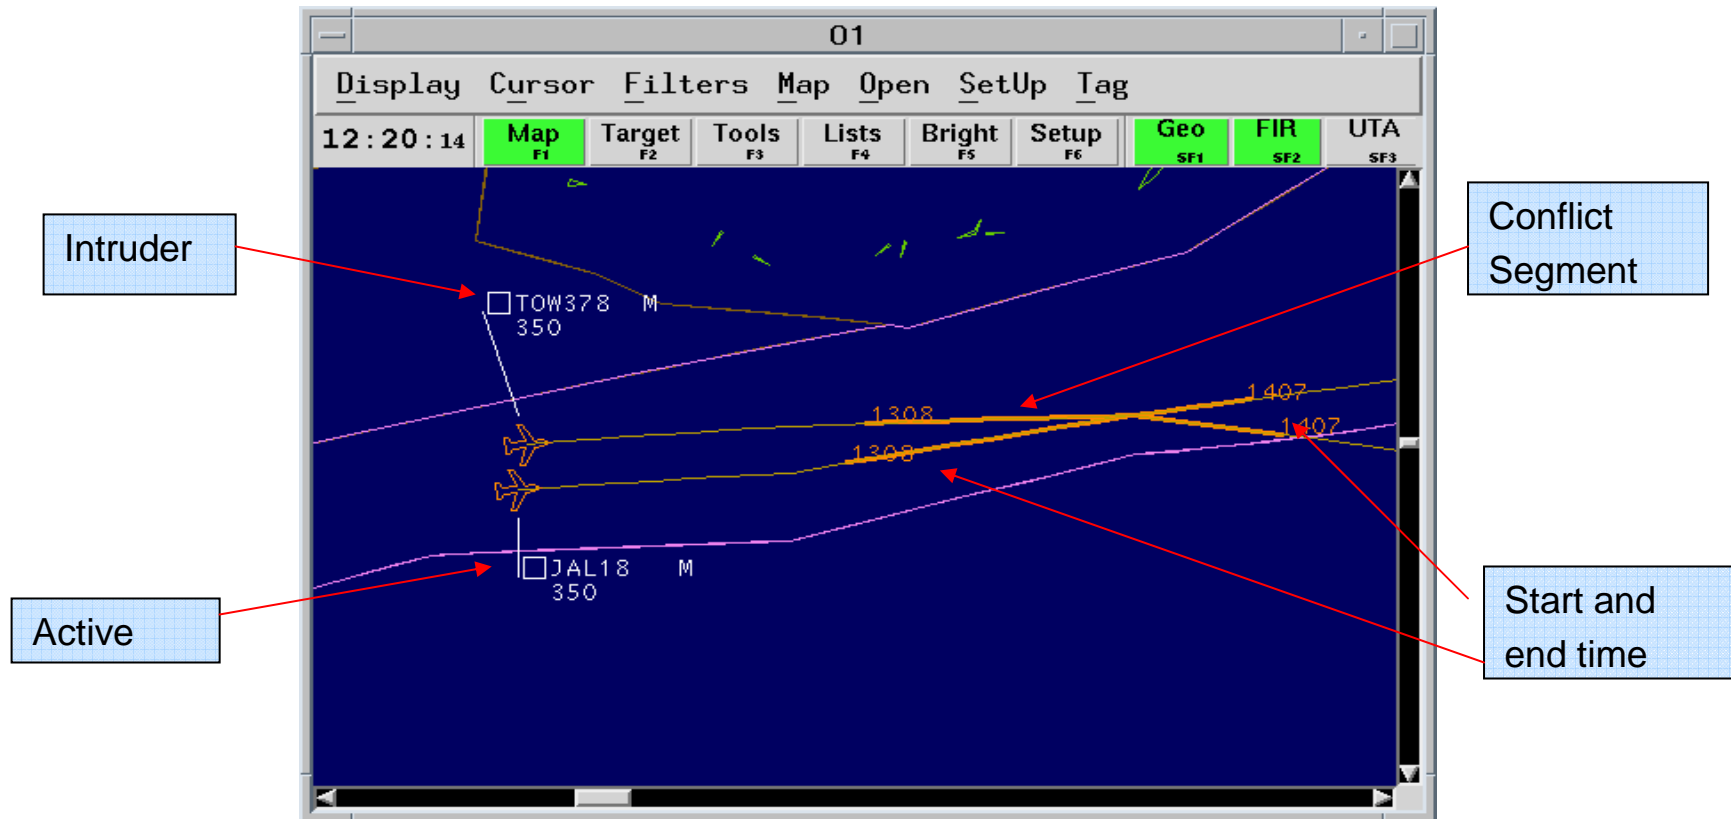 01
Display Cursor Filters Map Open SetUp Tag
12:20:14 Map F1 Target F2 Tools F3 Lists F4 Bright F5 Setup F6 Geo SF1 FIR SF2 UTA SF3
Intruder
Conflict
Segment
TOW378 M
350
1407
1308
1407
1308
JAL18 M
350
Active
Start and
end time